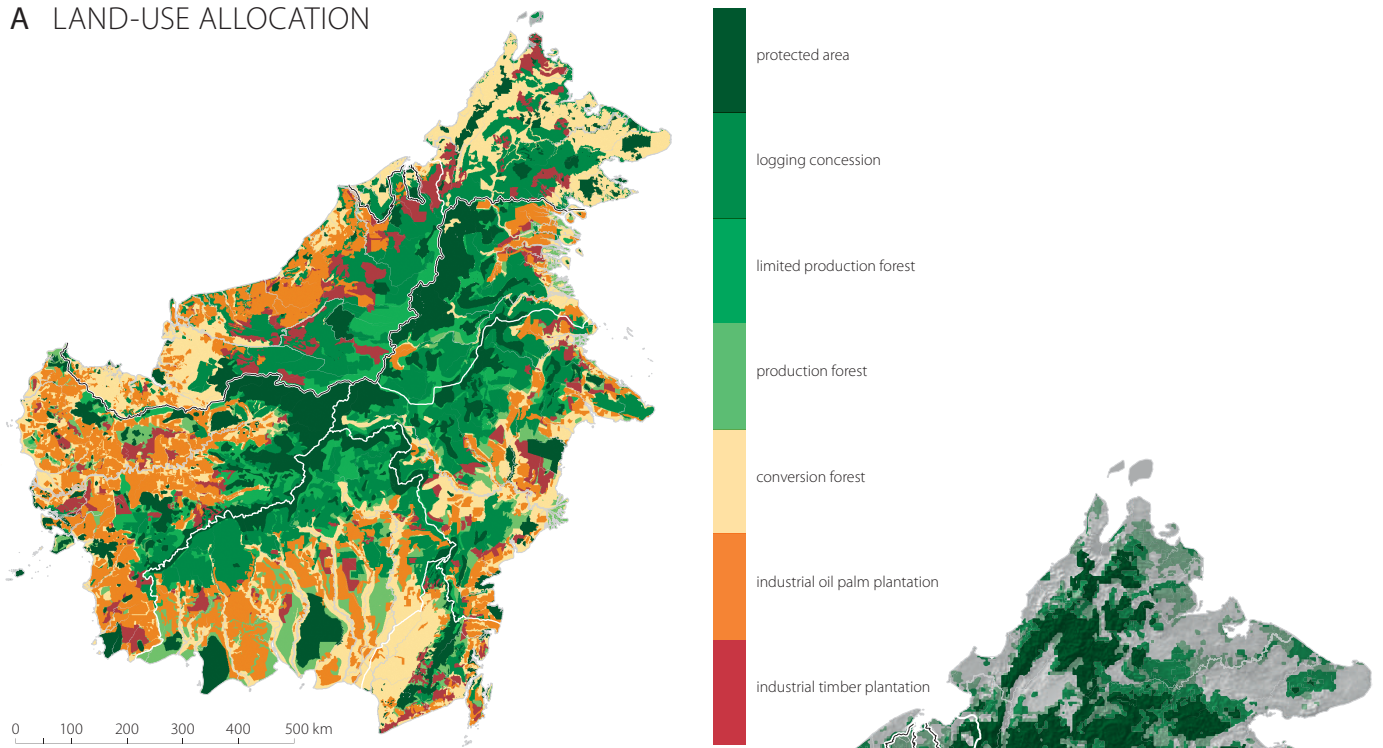 A LAND-USE ALLOCATION
protected area
logging concession
limited production forest
production forest
conversion forest
industrial oil palm plantation
industrial timber plantation
0 100 200 300 400 500 km